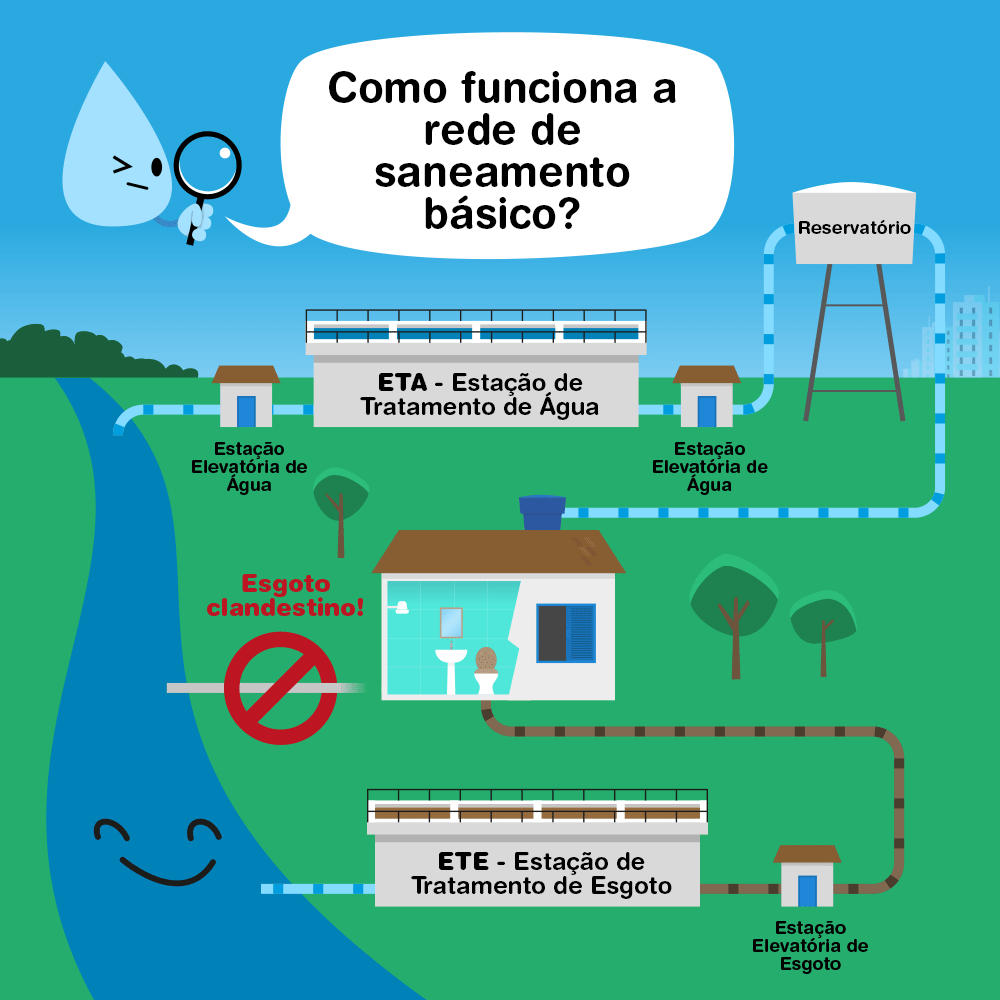 Como funciona a
rede de
saneamento
básico?
Reservatório
ETA - Estação de
Tratamento de Água
Estação
Elevatória de
Água
Estação
Elevatória de
Água
Esgoto
clandestino!
ETE - Estação de
Tratamento de Esgoto
Estação
Elevatória de
Esgoto